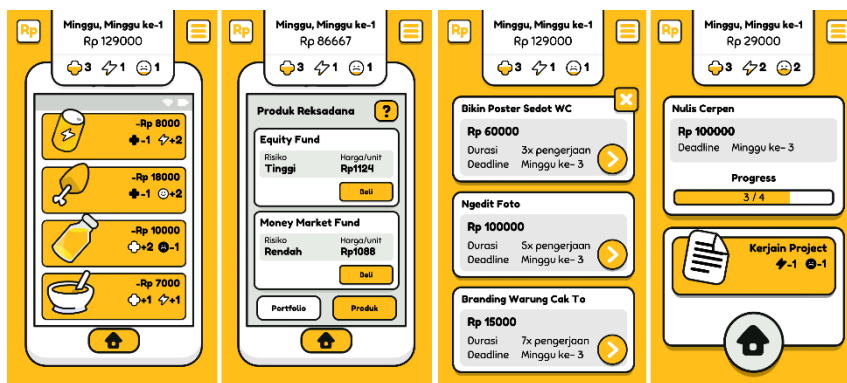 Rp
Minggu, Minggu ke-1
Rp 129000
3 1 1
-Rp 8000
-1 +2
-Rp 18000
-1 +2
-Rp 10000
+2 -1
-Rp 7000
+1 +1
Rp
Minggu, Minggu ke-1
Rp 86667
3 1 1
Produk Reksadana ?
Equity Fund
Risiko Harga/unit
Tinggi Rp1124
Beli
Money Market Fund
Risiko Harga/unit
Rendah Rp1088
Beli
Portfolio Produk
Rp
Minggu, Minggu ke-1
Rp 129000
3 1 1
Bikin Poster Sedot WC
Rp 60000
Durasi 3x pengerjaan
Deadline Minggu ke- 3
Ngedit Foto
Rp 100000
Durasi 5x pengerjaan
Deadline Minggu ke- 3
Branding Warung Cak To
Rp 15000
Durasi 7x pengerjaan
Deadline Minggu ke- 3
Rp
Minggu, Minggu ke-1
Rp 29000
3 2 2
Nulis Cerpen
Rp 100000
Deadline Minggu ke- 3
Progress
3 / 4
Kerjain Project
-1 -1